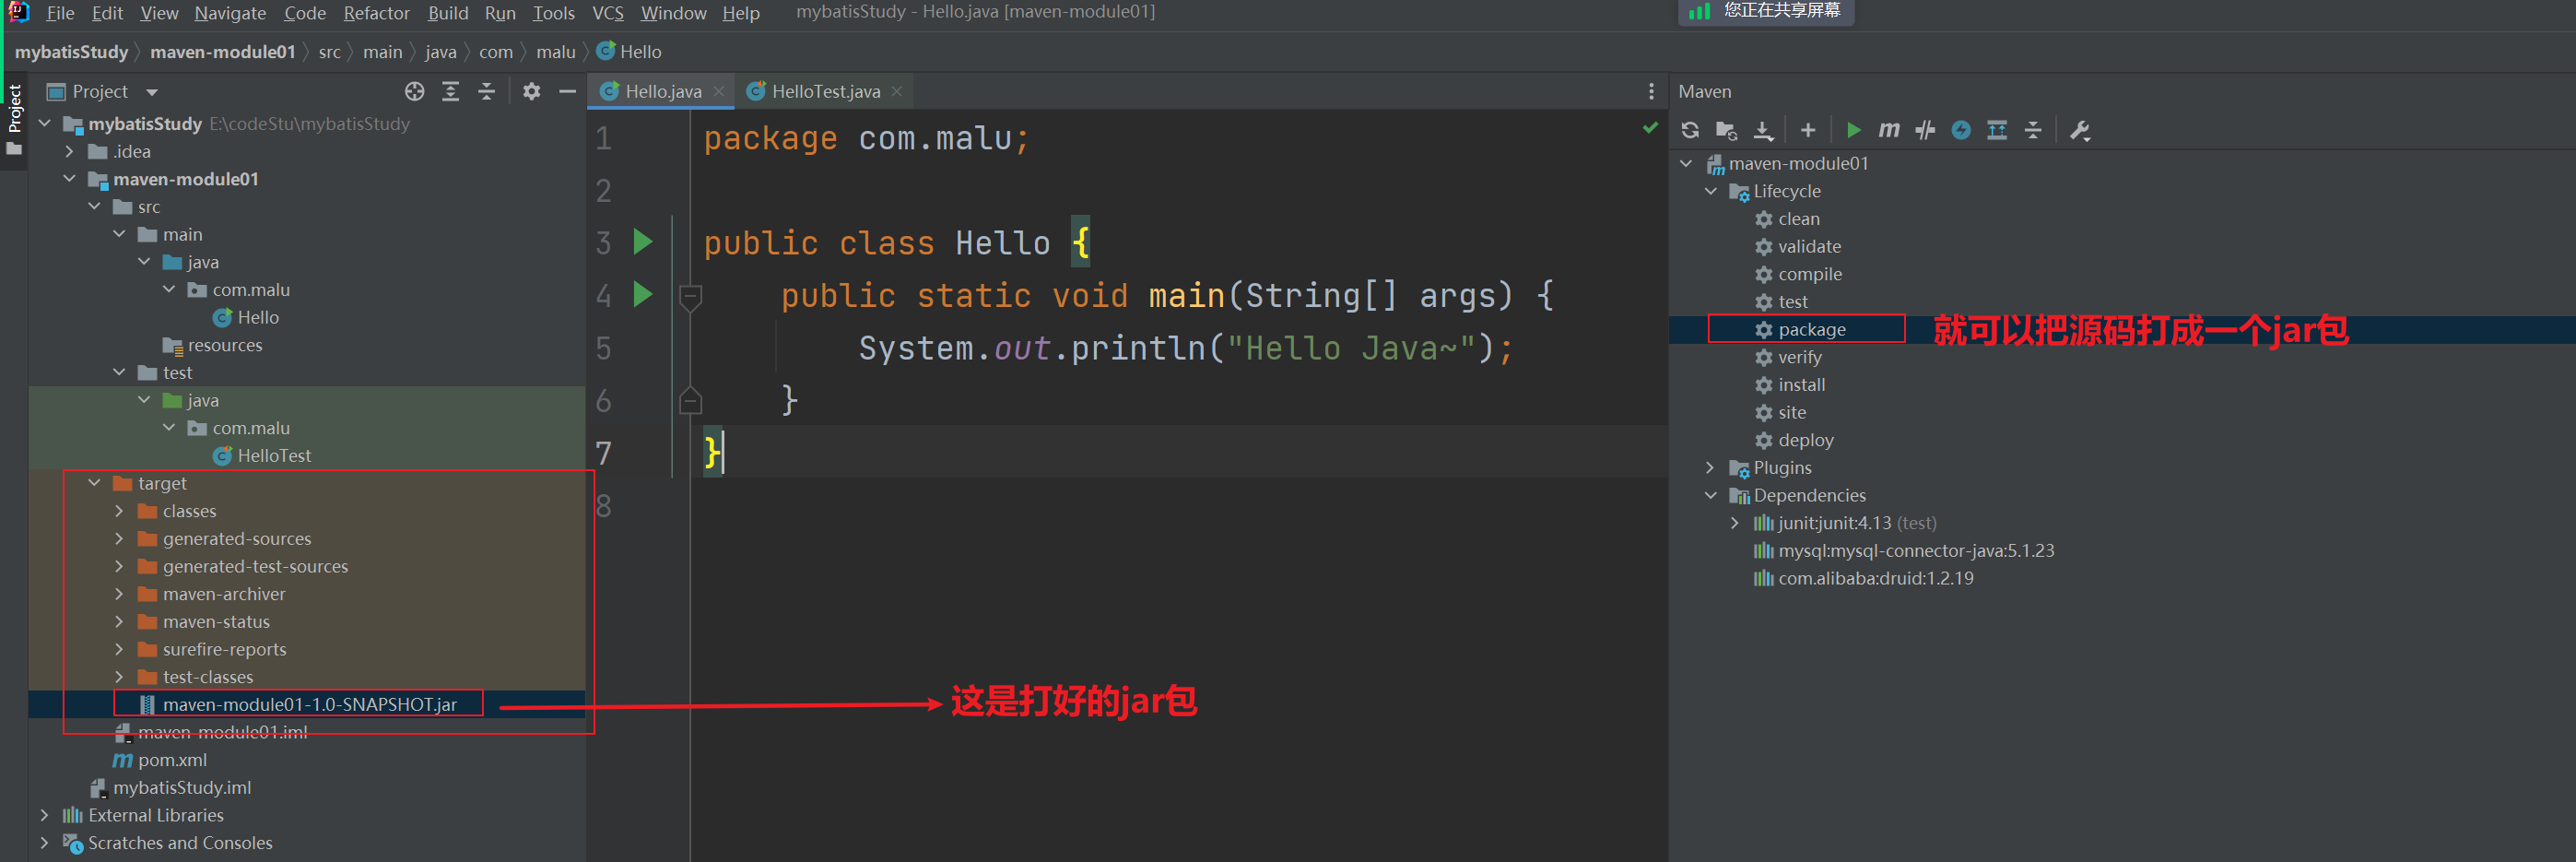 File Edit View Navigate Code Refactor Build Run Tools VCS Window Help mybatisStudy - Hello.java [maven-module01]
您正在共享屏幕
mybatisStudy maven-module01 src main java com malu Hello
Project
Project
mybatisStudy E:\codeStu\mybatisStudy
.idea
maven-module01
src
main
java
com.malu
Hello
resources
test
java
com.malu
HelloTest
target
classes
generated-sources
generated-test-sources
maven-archiver
maven-status
surefire-reports
test-classes
maven-module01-1.0-SNAPSHOT.jar
maven-module01.iml
pom.xml
mybatisStudy.iml
External Libraries
Scratches and Consoles
Hello.java HelloTest.java
1 package com.malu;
2
3 public class Hello {
4 public static void main(String[] args) {
5 System.out.println("Hello Java~");
6 }
7 }
8
这是打好的jar包
Maven
maven-module01
Lifecycle
clean
validate
compile
test
package 就可以把源码打成一个jar包
verify
install
site
deploy
Plugins
Dependencies
junit:junit:4.13 (test)
mysql:mysql-connector-java:5.1.23
com.alibaba:druid:1.2.19